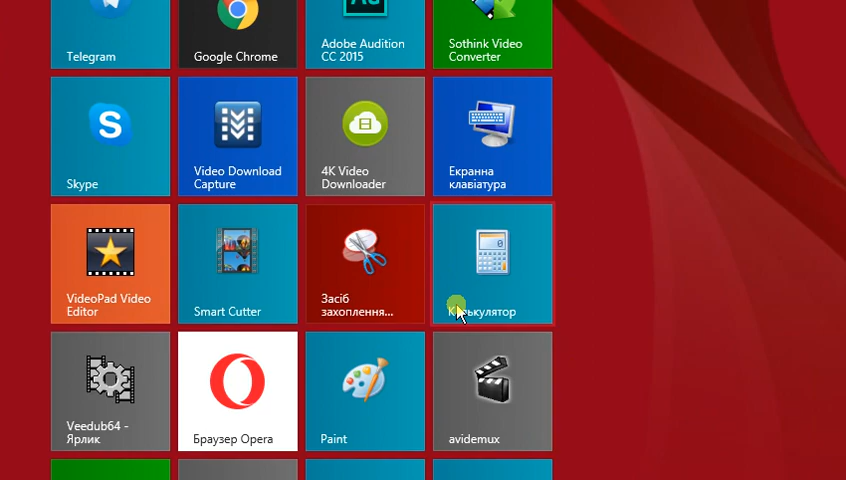 Telegram
Google Chrome
Adobe Audition
CC 2015
Sothink Video
Converter
Skype
Video Download
Capture
4K Video
Downloader
Екранна
клавіатура
VideoPad Video
Editor
Smart Cutter
Засіб
захоплення...
Калькулятор
Veedub64 -
Ярлик
Браузер Opera
Paint
avidemux